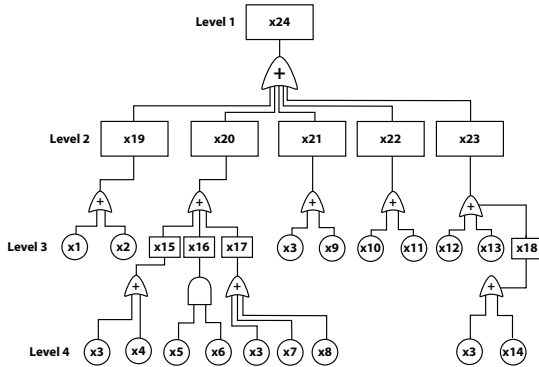 Level 1 x24
+
Level 2 x19 x20 x21 x22 x23
+ + + + +
Level 3 x1 x2 x15 x16 x17 x3 x9 x10 x11 x12 x13 x18
+ + +
Level 4 x3 x4 x5 x6 x3 x7 x8 x3 x14